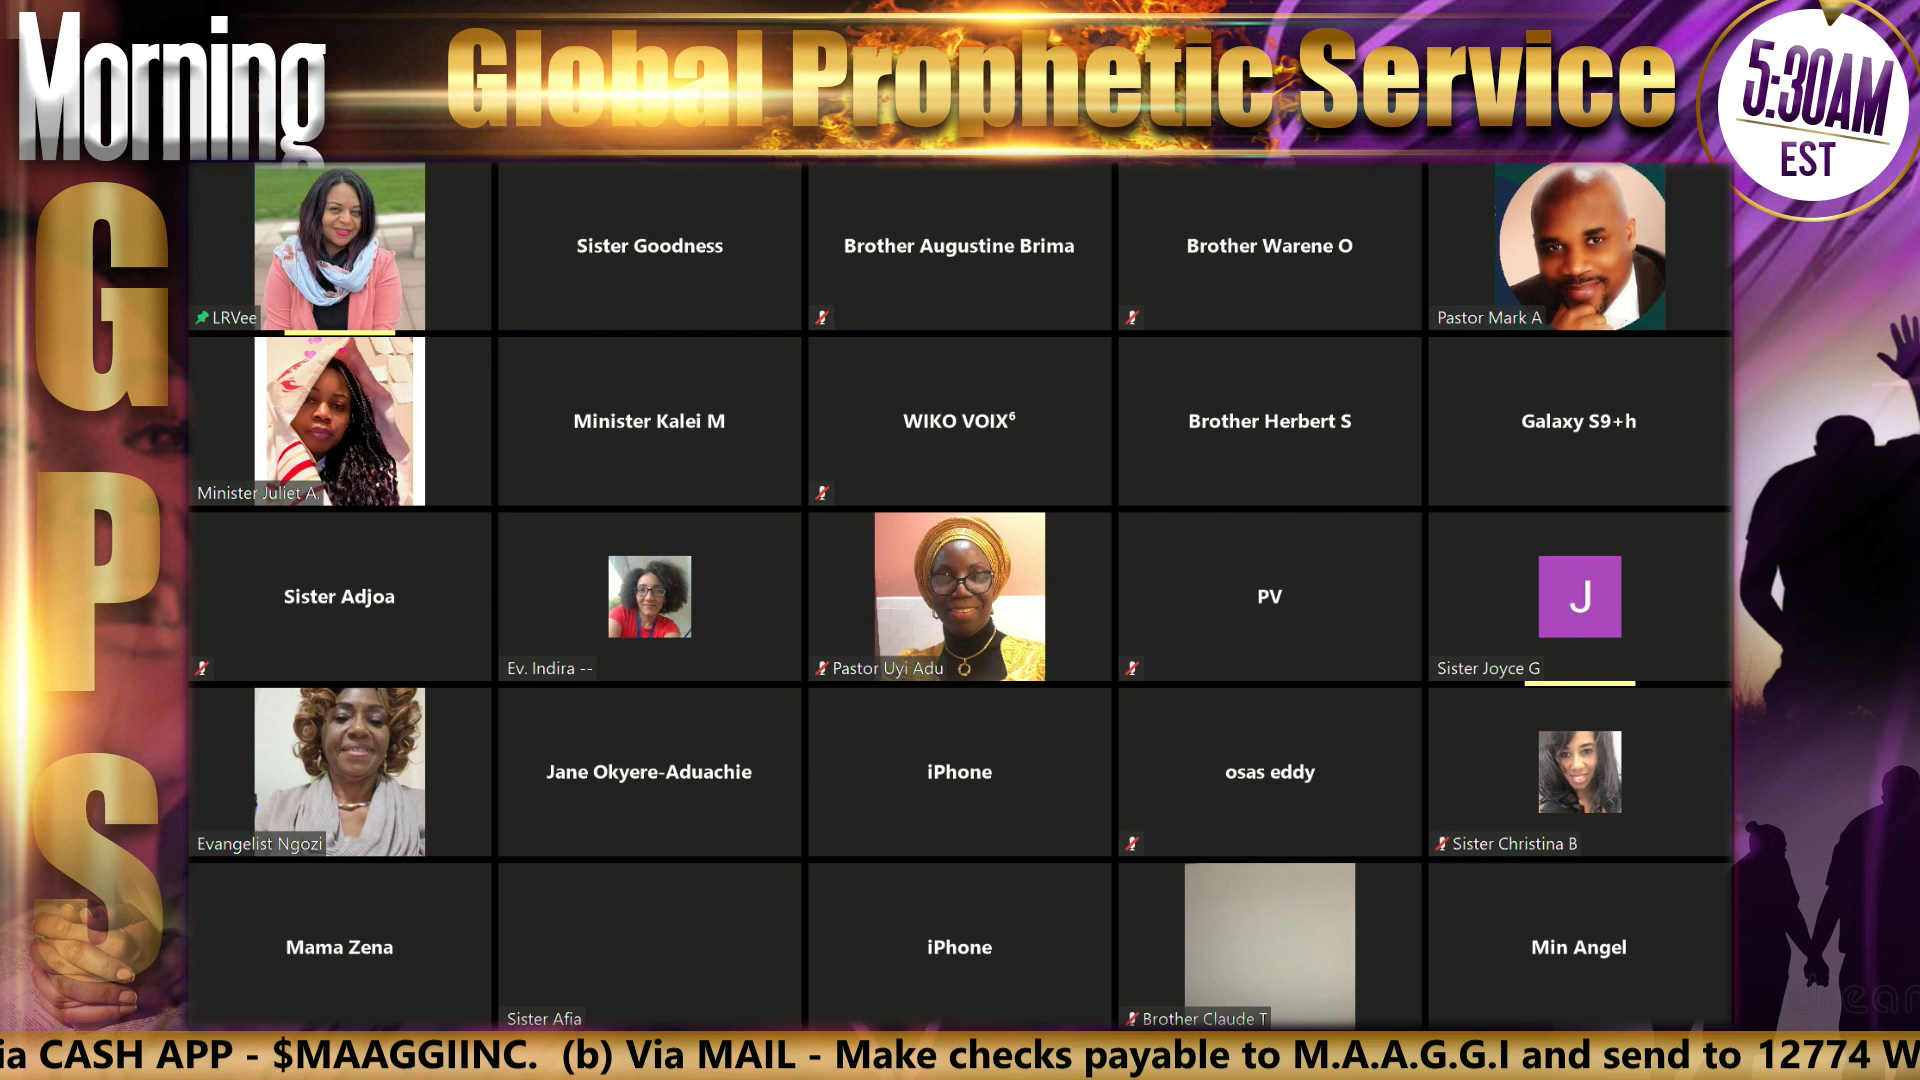 Morning
Global Prophetic Service
5:30AM
EST
G
P
S
LRVee
Sister Goodness
Brother Augustine Brima
Brother Warene O
Pastor Mark A
Minister Juliet A.
Minister Kalei M
WIKO VOIX⁶
Brother Herbert S
Galaxy S9+h
Sister Adjoa
Ev. Indira --
Pastor Uyi Adu
PV
J
Sister Joyce G
Evangelist Ngozi
Jane Okyere-Aduachie
iPhone
osas eddy
Sister Christina B
Mama Zena
Sister Afia
iPhone
Brother Claude T
Min Angel
ia CASH APP - $MAAGGIINC. (b) Via MAIL - Make checks payable to M.A.A.G.G.I and send to 12774 W